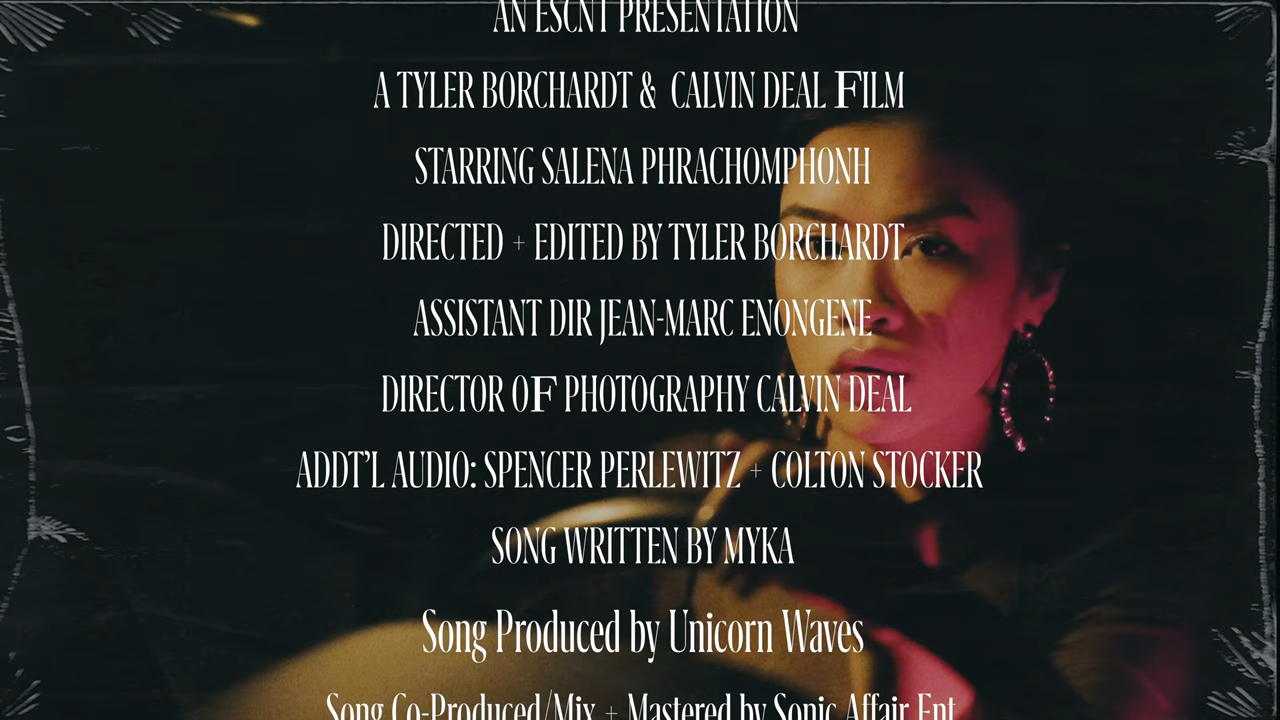 AN ESCNT PRESENTATION
A TYLER BORCHARDT & CALVIN DEAL FILM
STARRING SALENA PHRACHOMPHONH
DIRECTED + EDITED BY TYLER BORCHARDT
ASSISTANT DIR JEAN-MARC ENONGENE
DIRECTOR OF PHOTOGRAPHY CALVIN DEAL
ADDT'L AUDIO: SPENCER PERLEWITZ + COLTON STOCKER
SONG WRITTEN BY MYKA
Song Produced by Unicorn Waves
Song Co-Produced/Mix + Mastered by Sonic Affair Ent